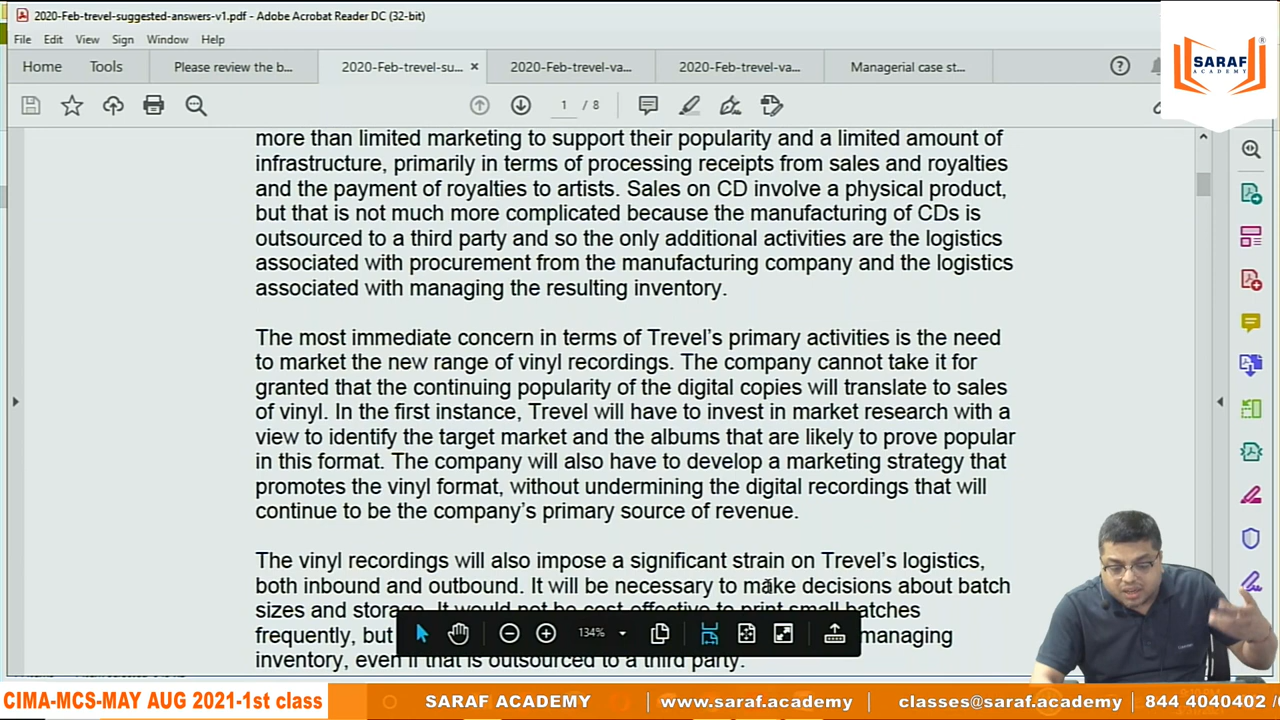 2020-Feb-trevel-suggested-answers-v1.pdf - Adobe Acrobat Reader DC (32-bit)
File Edit View Sign Window Help
Home Tools Please review the b... 2020-Feb-trevel-su... × 2020-Feb-trevel-va... 2020-Feb-trevel-va... Managerial case st...
1 / 8
SARAF
ACADEMY
more than limited marketing to support their popularity and a limited amount of
infrastructure, primarily in terms of processing receipts from sales and royalties
and the payment of royalties to artists. Sales on CD involve a physical product,
but that is not much more complicated because the manufacturing of CDs is
outsourced to a third party and so the only additional activities are the logistics
associated with procurement from the manufacturing company and the logistics
associated with managing the resulting inventory.
The most immediate concern in terms of Trevel's primary activities is the need
to market the new range of vinyl recordings. The company cannot take it for
granted that the continuing popularity of the digital copies will translate to sales
of vinyl. In the first instance, Trevel will have to invest in market research with a
view to identify the target market and the albums that are likely to prove popular
in this format. The company will also have to develop a marketing strategy that
promotes the vinyl format, without undermining the digital recordings that will
continue to be the company's primary source of revenue.
The vinyl recordings will also impose a significant strain on Trevel's logistics,
both inbound and outbound. It will be necessary to make decisions about batch
sizes and storage. It would not be cost-effective to print small batches
frequently, but managing
inventory, even if that is outsourced to a third party.
134%
CIMA-MCS-MAY AUG 2021-1st class SARAF ACADEMY www.saraf.academy classes@saraf.academy 844 4040402 /